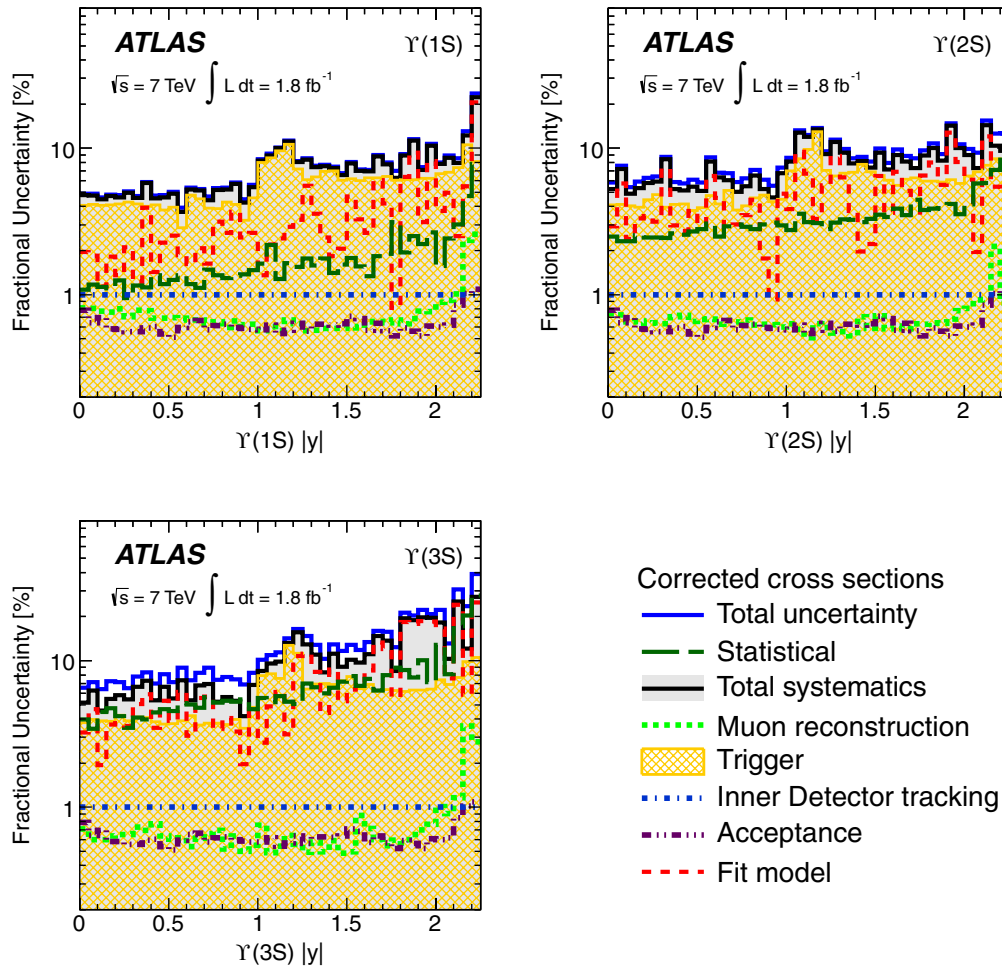 ATLAS ϒ(1S)
√s = 7 TeV ∫ L dt = 1.8 fb⁻¹
Fractional Uncertainty [%]
10
1
0 0.5 1 1.5 2
ϒ(1S) |y|
ATLAS ϒ(2S)
√s = 7 TeV ∫ L dt = 1.8 fb⁻¹
Fractional Uncertainty [%]
10
1
0 0.5 1 1.5 2
ϒ(2S) |y|
ATLAS ϒ(3S)
√s = 7 TeV ∫ L dt = 1.8 fb⁻¹
Fractional Uncertainty [%]
10
1
0 0.5 1 1.5 2
ϒ(3S) |y|
Corrected cross sections
Total uncertainty
Statistical
Total systematics
Muon reconstruction
Trigger
Inner Detector tracking
Acceptance
Fit model